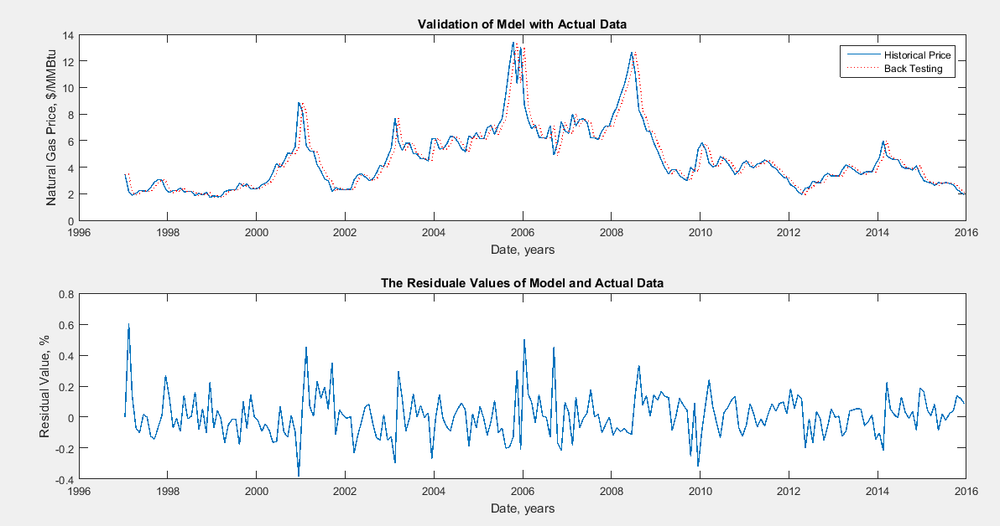 Validation of Mdel with Actual Data
Natural Gas Price, $/MMBtu
14
12
10
8
6
4
2
0
Historical Price
Back Testing
1996 1998 2000 2002 2004 2006 2008 2010 2012 2014 2016
Date, years
The Residuale Values of Model and Actual Data
Residual Value, %
0.8
0.6
0.4
0.2
0
-0.2
-0.4
1996 1998 2000 2002 2004 2006 2008 2010 2012 2014 2016
Date, years